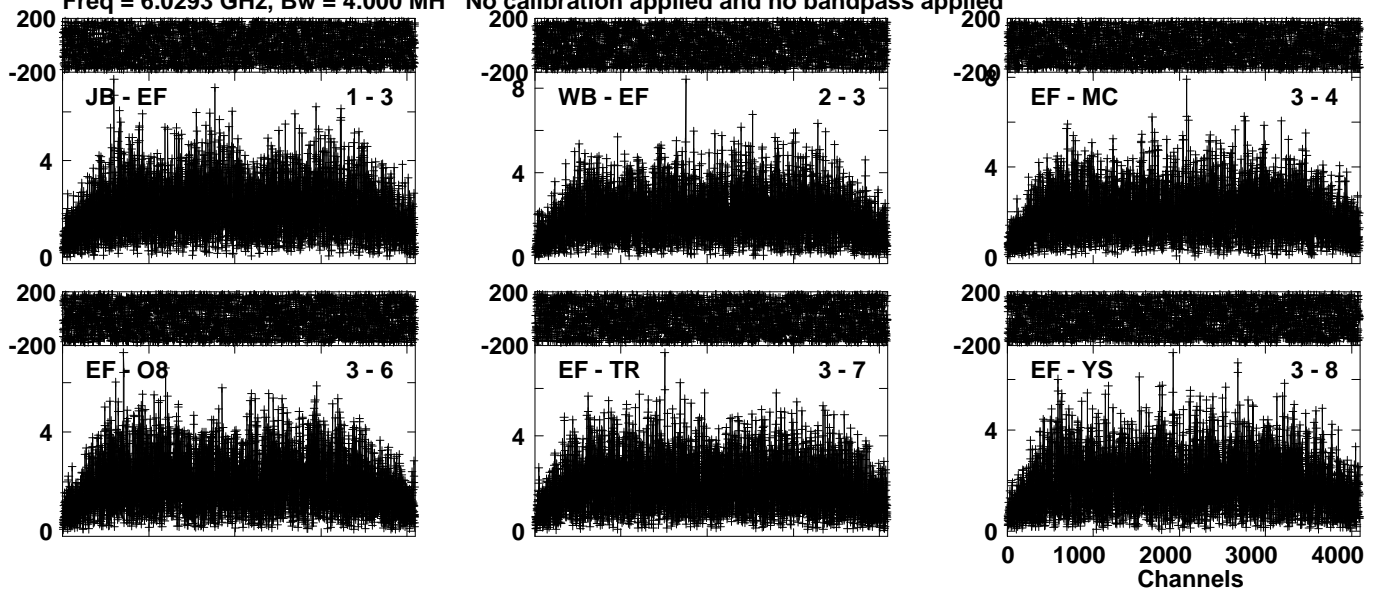 Freq = 6.0293 GHz, Bw = 4.000 MH No calibration applied and no bandpass applied
200 200 200
-200 -200 -200
8 8
JB - EF 1 - 3 WB - EF 2 - 3 EF - MC 3 - 4
4 4 4
0 0 0
200 200 200
-200 -200 -200
EF - O8 3 - 6 EF - TR 3 - 7 EF - YS 3 - 8
4 4 4
0 0 0
0 1000 2000 3000 4000
Channels